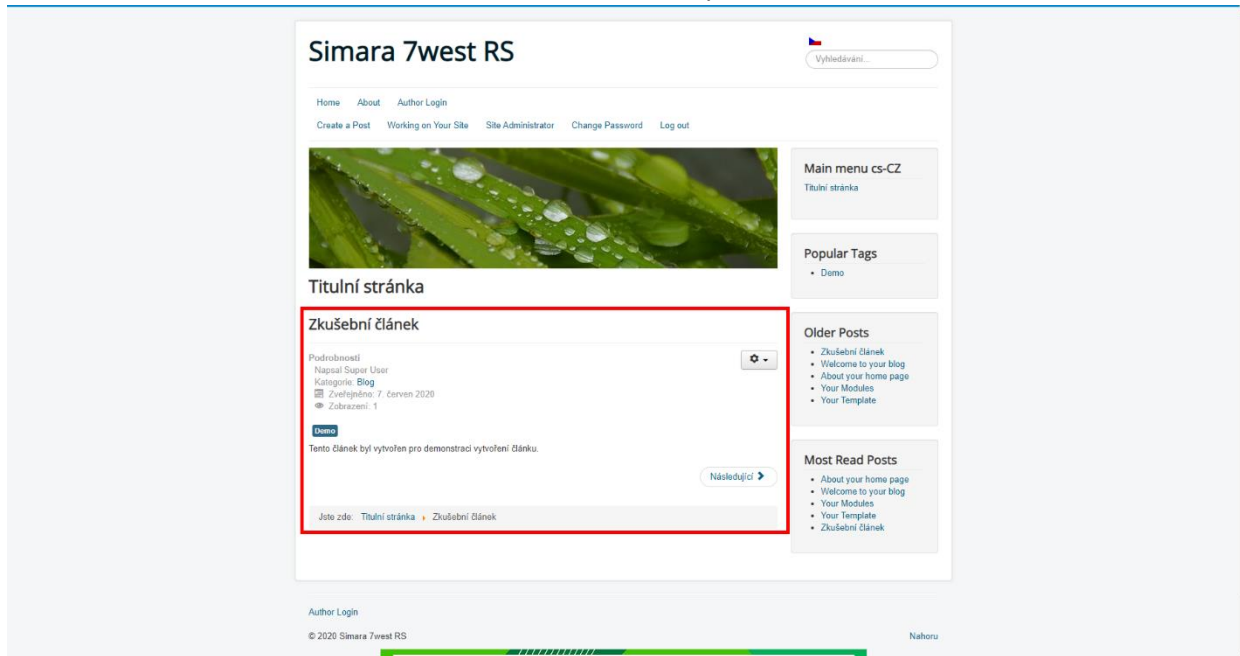 Simara 7west RS
Vyhledávání...
Home About Author Login
Create a Post Working on Your Site Site Administrator Change Password Log out
Titulní stránka
Zkušební článek
Podrobnosti
Napsal Super User
Kategorie: Blog
Zveřejněno: 7. červen 2020
Zobrazení: 1
Demo
Tento článek byl vytvořen pro demonstraci vytvoření článku.
Následující
Jste zde: Titulní stránka Zkušební článek
Main menu cs-CZ
Titulní stránka
Popular Tags
Demo
Older Posts
Zkušební článek
Welcome to your blog
About your home page
Your Modules
Your Template
Most Read Posts
About your home page
Welcome to your blog
Your Modules
Your Template
Zkušební článek
Author Login
© 2020 Simara 7west RS
Nahoru